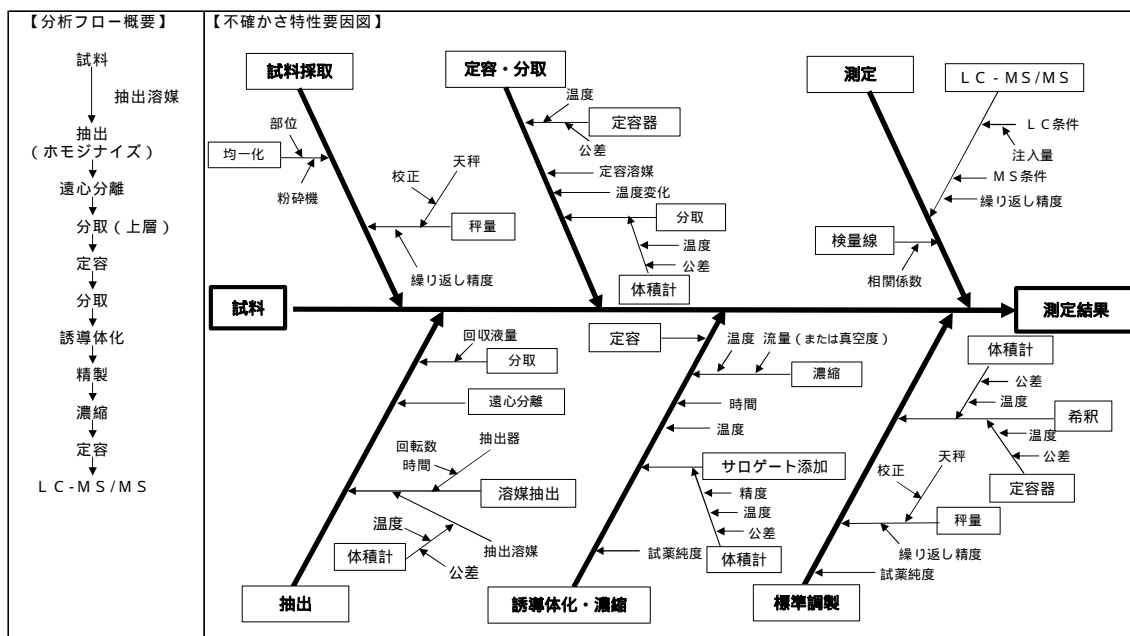 【分析フロー概要】
試料
抽出溶媒
抽出
(ホモジナイズ)
遠心分離
分取(上層)
定容
分取
誘導体化
精製
濃縮
定容
LC-MS/MS
【不確かさ特性要因図】
試料採取
定容・分取
測定
LC-MS/MS
部位
均一化
粉砕機
天秤
校正
秤量
繰り返し精度
温度
定容器
公差
定容溶媒
温度変化
分取
温度
公差
体積計
LC条件
注入量
MS条件
繰り返し精度
検量線
相関係数
試料
測定結果
回収液量
分取
遠心分離
抽出器
回転数
時間
溶媒抽出
温度
体積計
抽出溶媒
公差
抽出
定容
温度 流量(または真空度)
濃縮
時間
温度
サロゲート添加
精度
温度
公差
試薬純度
体積計
誘導体化・濃縮
体積計
公差
温度
希釈
温度
公差
定容器
天秤
校正
秤量
繰り返し精度
試薬純度
標準調製